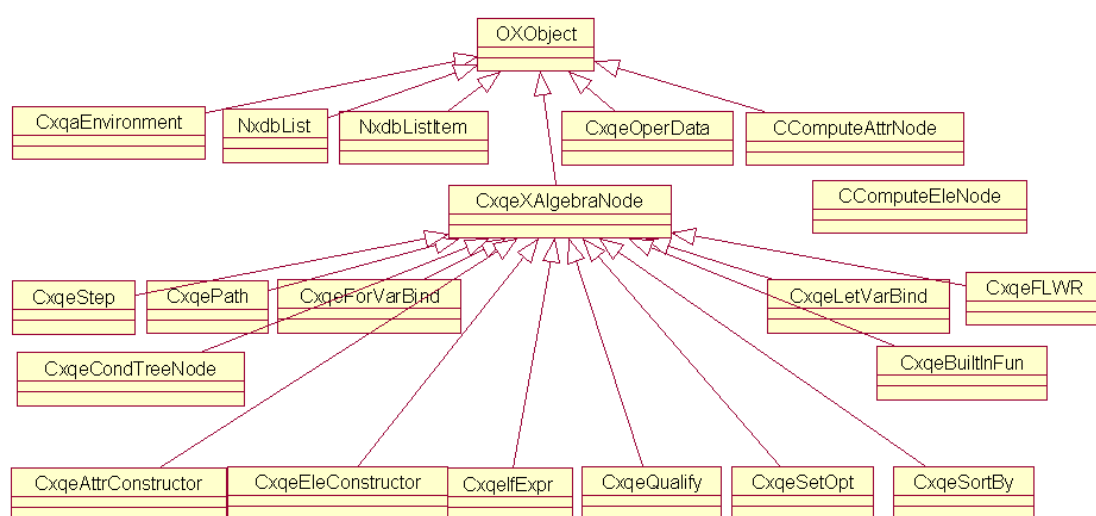 OXObject
CxqaEnvironment
NxdbList
NxdbListItem
CxqeOperData
CComputeAttrNode
CxqeXAlgebraNode
CComputeEleNode
CxqeStep
CxqePath
CxqeForVarBind
CxqeLetVarBind
CxqeFLWR
CxqeCondTreeNode
CxqeBuiltInFun
CxqeAttrConstructor
CxqeEleConstructor
CxqeIfExpr
CxqeQualify
CxqeSetOpt
CxqeSortBy